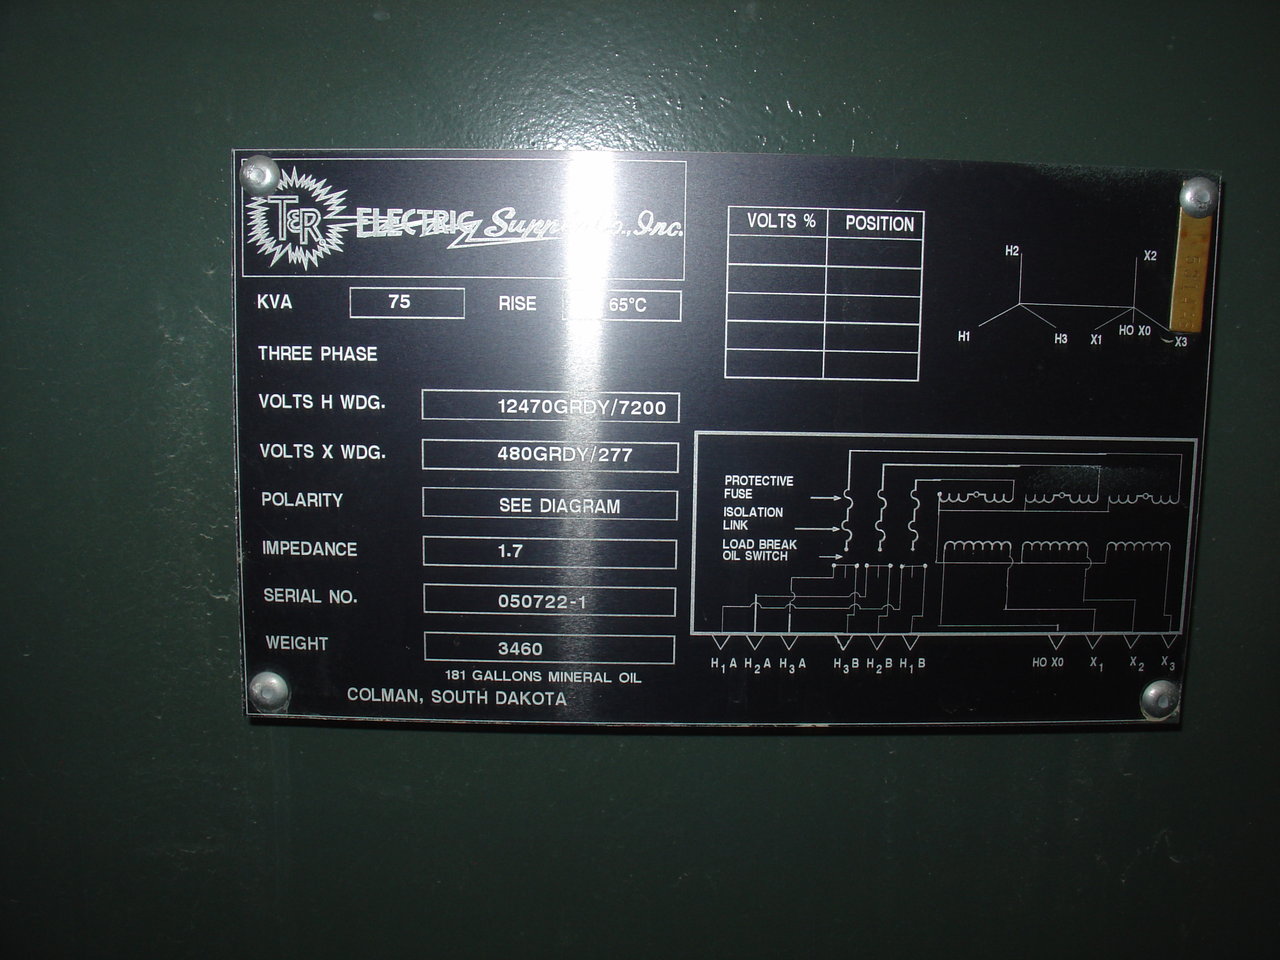 T&R ELECTRIC Supply Co., Inc.
KVA 75 RISE 65°C
THREE PHASE
VOLTS H WDG. 12470GRDY/7200
VOLTS X WDG. 480GRDY/277
POLARITY SEE DIAGRAM
IMPEDANCE 1.7
SERIAL NO. 050722-1
WEIGHT 3460
181 GALLONS MINERAL OIL
COLMAN, SOUTH DAKOTA
VOLTS % POSITION
H2 X2
H1 H3 X1 H0 X0 X3
PROTECTIVE
FUSE
ISOLATION
LINK
LOAD BREAK
OIL SWITCH
H1A H2A H3A H3B H2B H1B H0 X0 X1 X2 X3